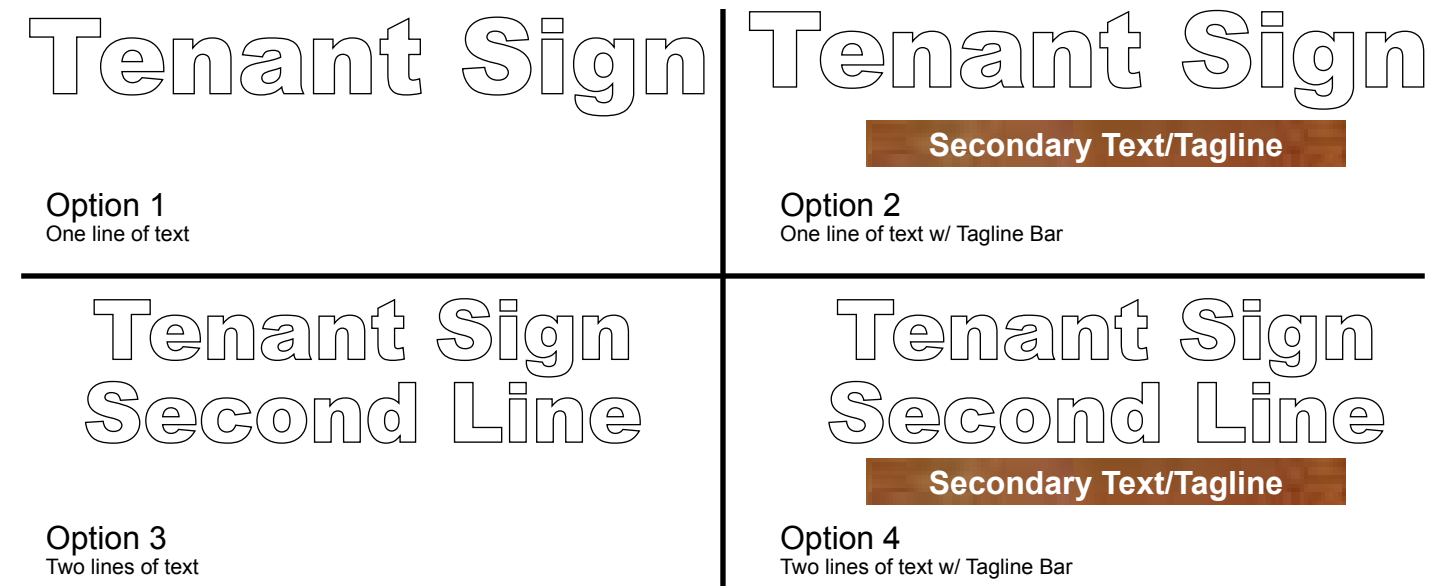 Tenant Sign
Option 1
One line of text
Tenant Sign
Secondary Text/Tagline
Option 2
One line of text w/ Tagline Bar
Tenant Sign
Second Line
Option 3
Two lines of text
Tenant Sign
Second Line
Secondary Text/Tagline
Option 4
Two lines of text w/ Tagline Bar